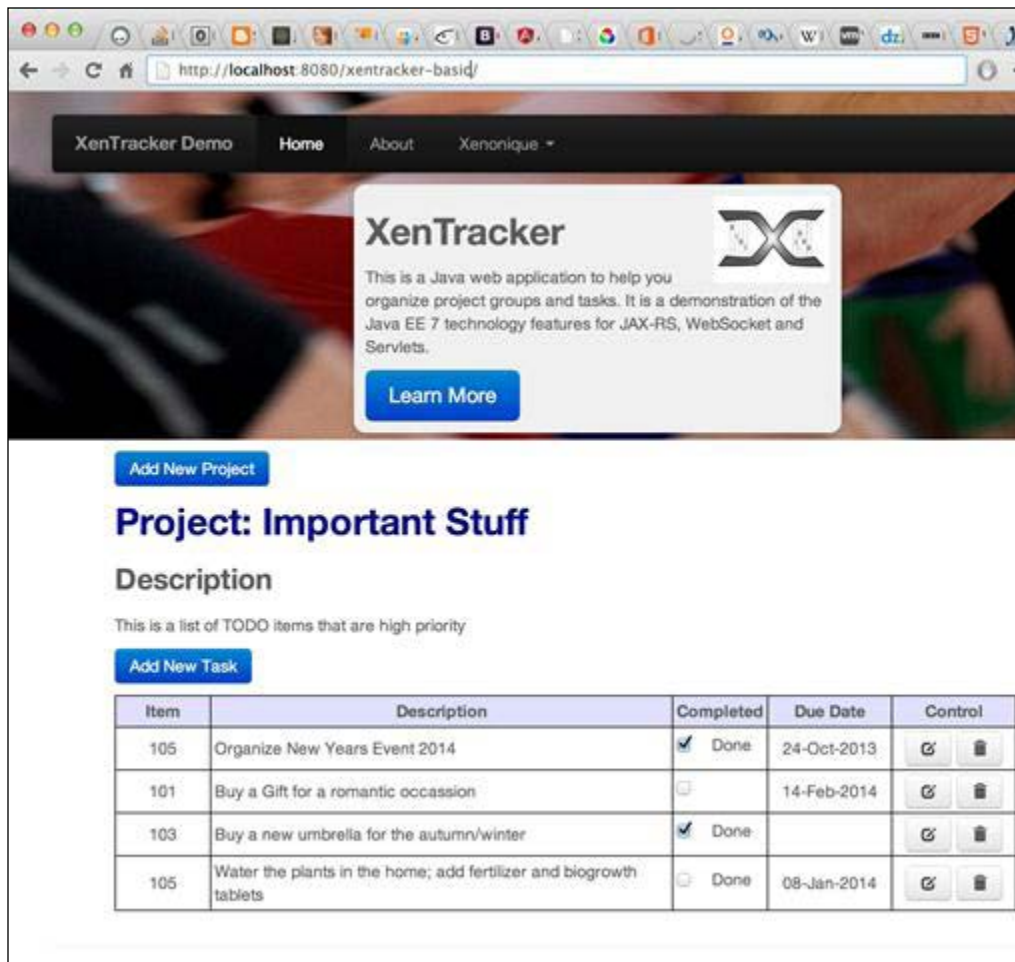 http://localhost:8080/xentracker-basic/
XenTracker Demo Home About Xenonique
XenTracker
This is a Java web application to help you
organize project groups and tasks. It is a demonstration of the
Java EE 7 technology features for JAX-RS, WebSocket and
Servlets.
Learn More
Add New Project
Project: Important Stuff
Description
This is a list of TODO items that are high priority
Add New Task
Item Description Completed Due Date Control
105 Organize New Years Event 2014 Done 24-Oct-2013
101 Buy a Gift for a romantic occassion 14-Feb-2014
103 Buy a new umbrella for the autumn/winter Done
105 Water the plants in the home; add fertilizer and biogrowth
tablets Done 08-Jan-2014